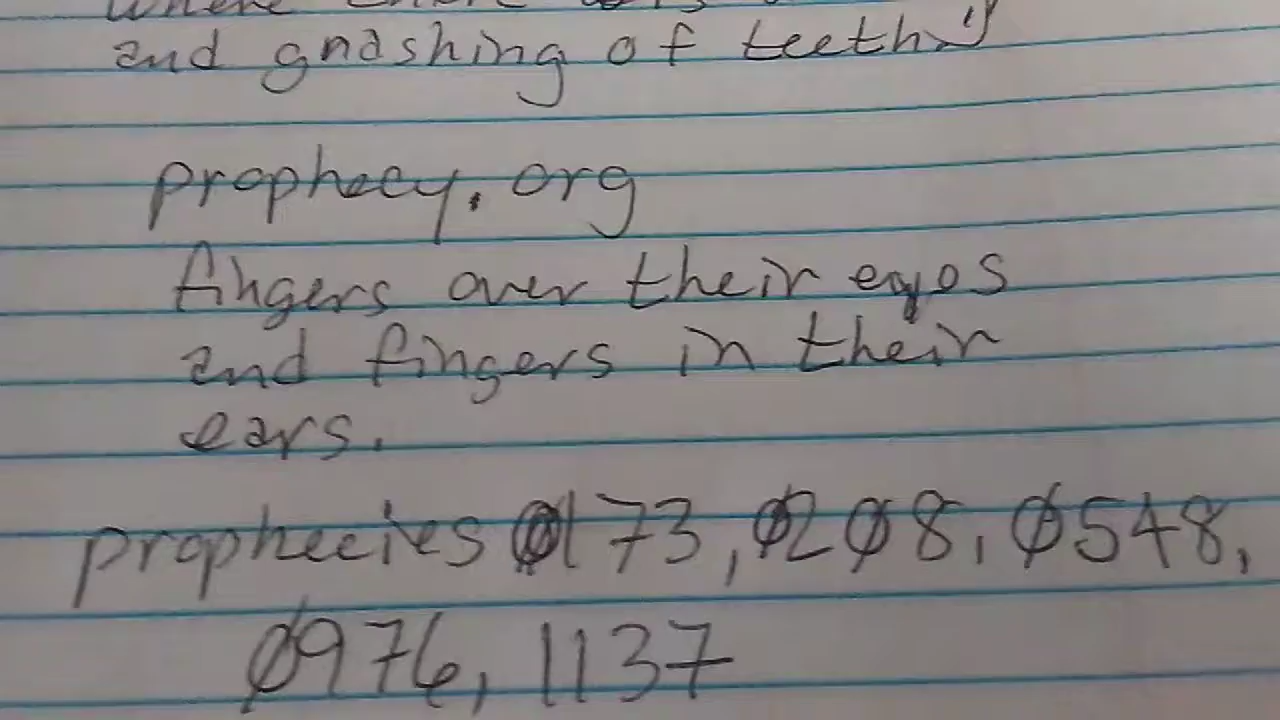 and gnashing of teeth."
prophecy.org
fingers over their eyes
and fingers in their
ears.
prophecies 0173, 0208, 0548,
0976, 1137